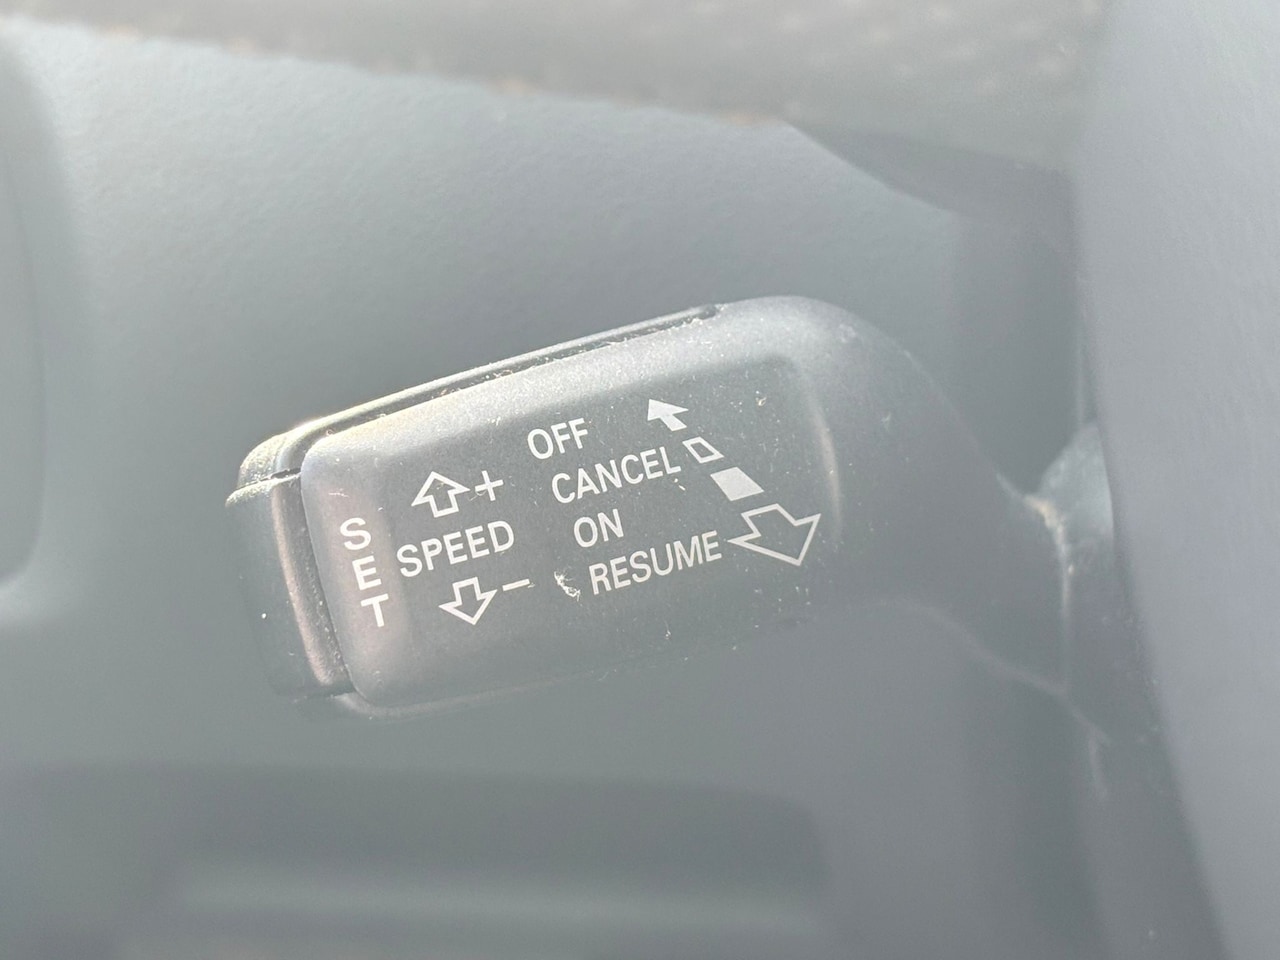 OFF
CANCEL
ON
RESUME
+
SPEED
−
SET